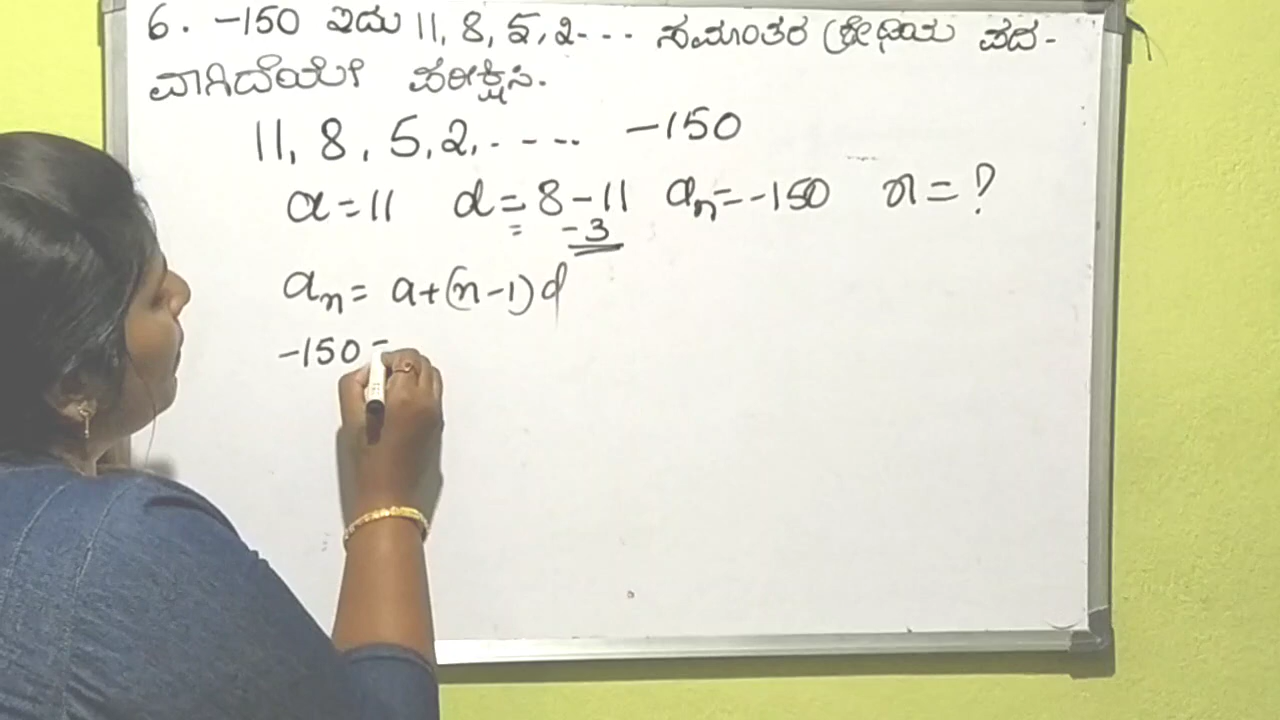 6. -150 ಇದು 11, 8, 5, 2--- ಸಮಾಂತರ ಶ್ರೇಢಿಯ ಪದ-
ವಾಗಿದೆಯೇ ಪರೀಕ್ಷಿಸಿ.
11, 8, 5, 2, - - -- -150
a = 11 d = 8 - 11 an = -150 n = ?
= -3
an = a + (n - 1) d
-150 =